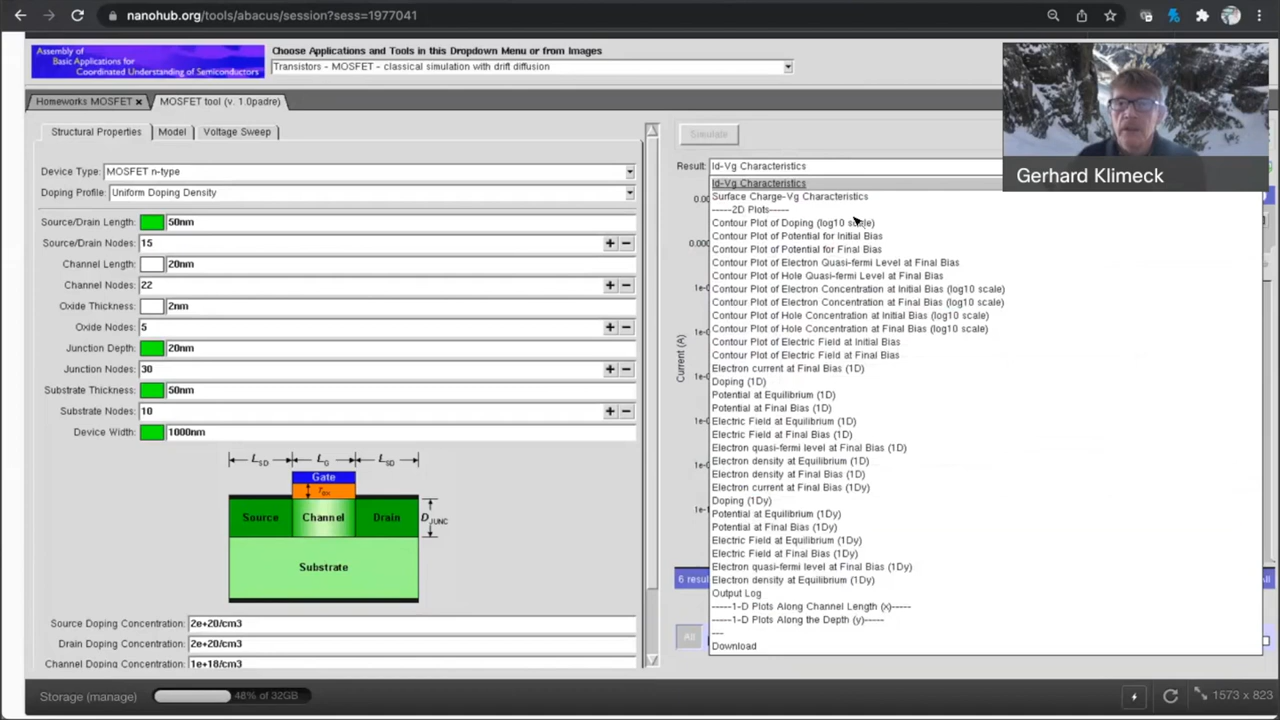 nanohub.org/tools/abacus/session?sess=1977041
Assembly of
Basic Applications for
Coordinated Understanding of Semiconductors
Choose Applications and Tools in this Dropdown Menu or from Images
Transistors - MOSFET - classical simulation with drift diffusion
Homeworks MOSFET
MOSFET tool (v. 1.0padre)
Structural Properties
Model
Voltage Sweep
Device Type: MOSFET n-type
Doping Profile: Uniform Doping Density
Source/Drain Length: 50nm
Source/Drain Nodes: 15
Channel Length: 20nm
Channel Nodes: 22
Oxide Thickness: 2nm
Oxide Nodes: 5
Junction Depth: 20nm
Junction Nodes: 30
Substrate Thickness: 50nm
Substrate Nodes: 10
Device Width: 1000nm
LSD LG LSD
Gate
Tox
Source Channel Drain DJUNC
Substrate
Source Doping Concentration: 2e+20/cm3
Drain Doping Concentration: 2e+20/cm3
Channel Doping Concentration: 1e+18/cm3
Simulate
Result: Id-Vg Characteristics
Id-Vg Characteristics
Surface Charge-Vg Characteristics
-----2D Plots-----
Contour Plot of Doping (log10 scale)
Contour Plot of Potential for Initial Bias
Contour Plot of Potential for Final Bias
Contour Plot of Electron Quasi-fermi Level at Final Bias
Contour Plot of Hole Quasi-fermi Level at Final Bias
Contour Plot of Electron Concentration at Initial Bias (log10 scale)
Contour Plot of Electron Concentration at Final Bias (log10 scale)
Contour Plot of Hole Concentration at Initial Bias (log10 scale)
Contour Plot of Hole Concentration at Final Bias (log10 scale)
Contour Plot of Electric Field at Initial Bias
Contour Plot of Electric Field at Final Bias
Electron current at Final Bias (1D)
Doping (1D)
Potential at Equilibrium (1D)
Potential at Final Bias (1D)
Electric Field at Equilibrium (1D)
Electric Field at Final Bias (1D)
Electron quasi-fermi level at Final Bias (1D)
Electron density at Equilibrium (1D)
Electron density at Final Bias (1D)
Electron current at Final Bias (1Dy)
Doping (1Dy)
Potential at Equilibrium (1Dy)
Potential at Final Bias (1Dy)
Electric Field at Equilibrium (1Dy)
Electric Field at Final Bias (1Dy)
Electron quasi-fermi level at Final Bias (1Dy)
Electron density at Equilibrium (1Dy)
Output Log
-----1-D Plots Along Channel Length (x)-----
-----1-D Plots Along the Depth (y)-----
---
Download
Current (A)
All
Gerhard Klimeck
Storage (manage) 48% of 32GB
1573 x 823